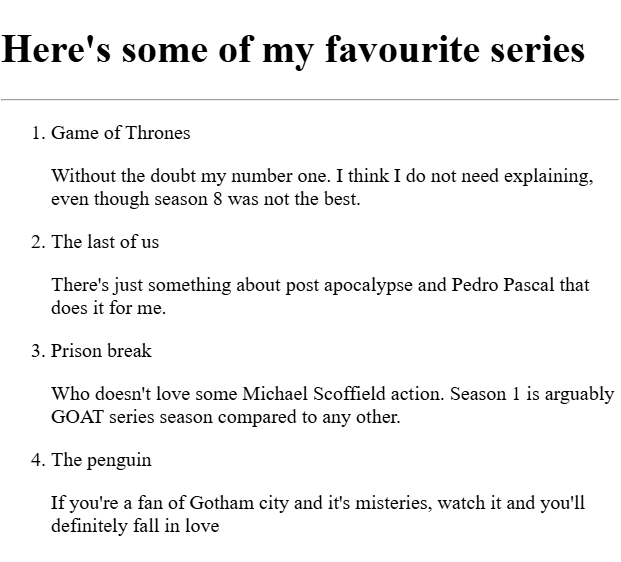 Here's some of my favourite series
1. Game of Thrones
Without the doubt my number one. I think I do not need explaining,
even though season 8 was not the best.
2. The last of us
There's just something about post apocalypse and Pedro Pascal that
does it for me.
3. Prison break
Who doesn't love some Michael Scoffield action. Season 1 is arguably
GOAT series season compared to any other.
4. The penguin
If you're a fan of Gotham city and it's misteries, watch it and you'll
definitely fall in love